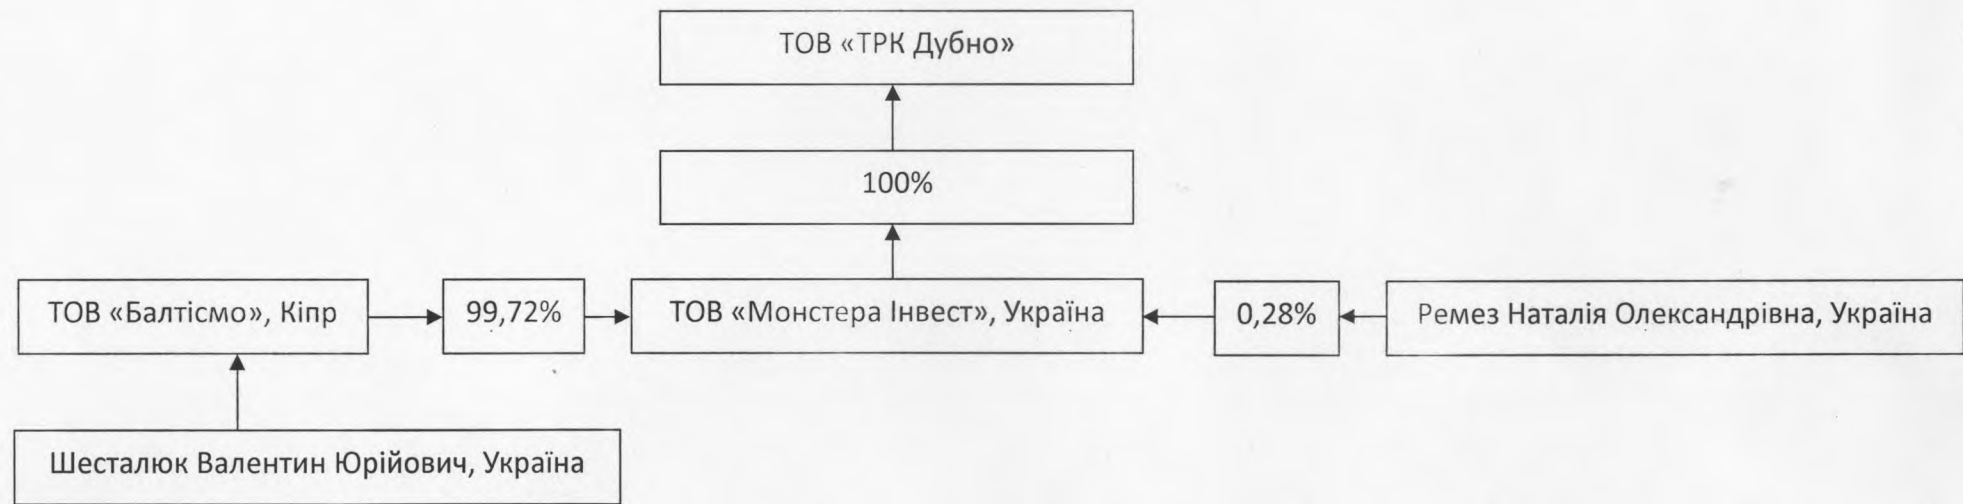 ТОВ «ТРК Дубно»
100%
ТОВ «Балтісмо», Кіпр
99,72%
ТОВ «Монстера Інвест», Україна
0,28%
Ремез Наталія Олександрівна, Україна
Шесталюк Валентин Юрійович, Україна